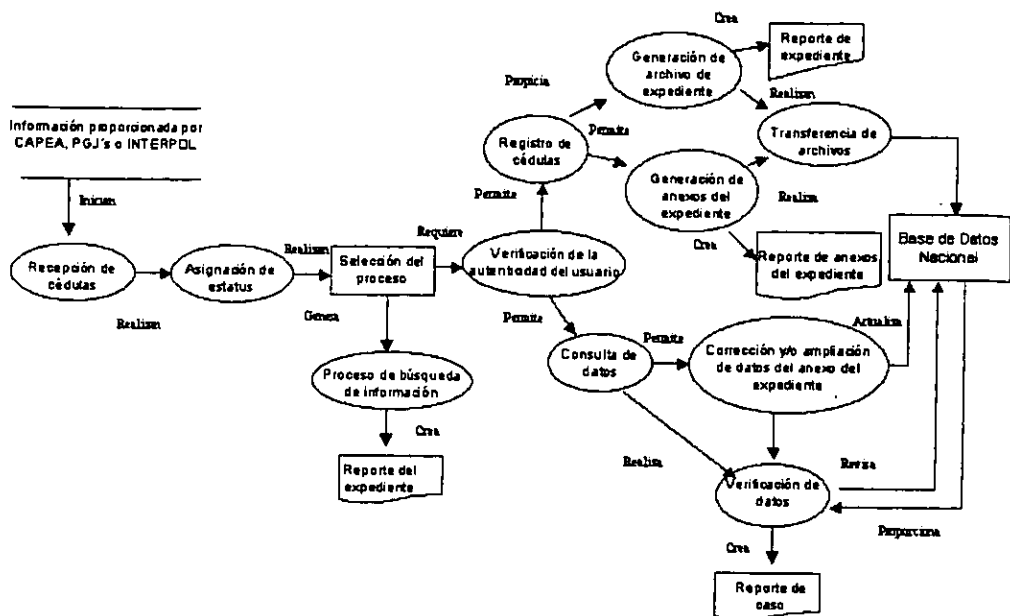 Crea
Reporte de
expediente
Generación de
archivo de
expediente
Propicia
Realisan
Información proporcionada por
CAPEA, PGJ's o INTERPOL
Permite
Registro de
cédulas
Transferencia de
archivos
Generación de
anexos del
expediente
Inician
Permite
Realiza
Requiere
Crea
Base de Datos
Nacional
Realisan
Recepción de
cédulas
Asignación de
estatus
Selección del
proceso
Verificación de la
autenticidad del usuario
Reporte de anexos
del expediente
Realisan
Genera
Permite
Permite
Actualiza
Consulta de
datos
Corrección y/o ampliación
de datos del anexo del
expediente
Proceso de búsqueda
de información
Crea
Realisa
Revisa
Reporte del
expediente
Verificación de
datos
Proporciona
Crea
Reporte de
caso